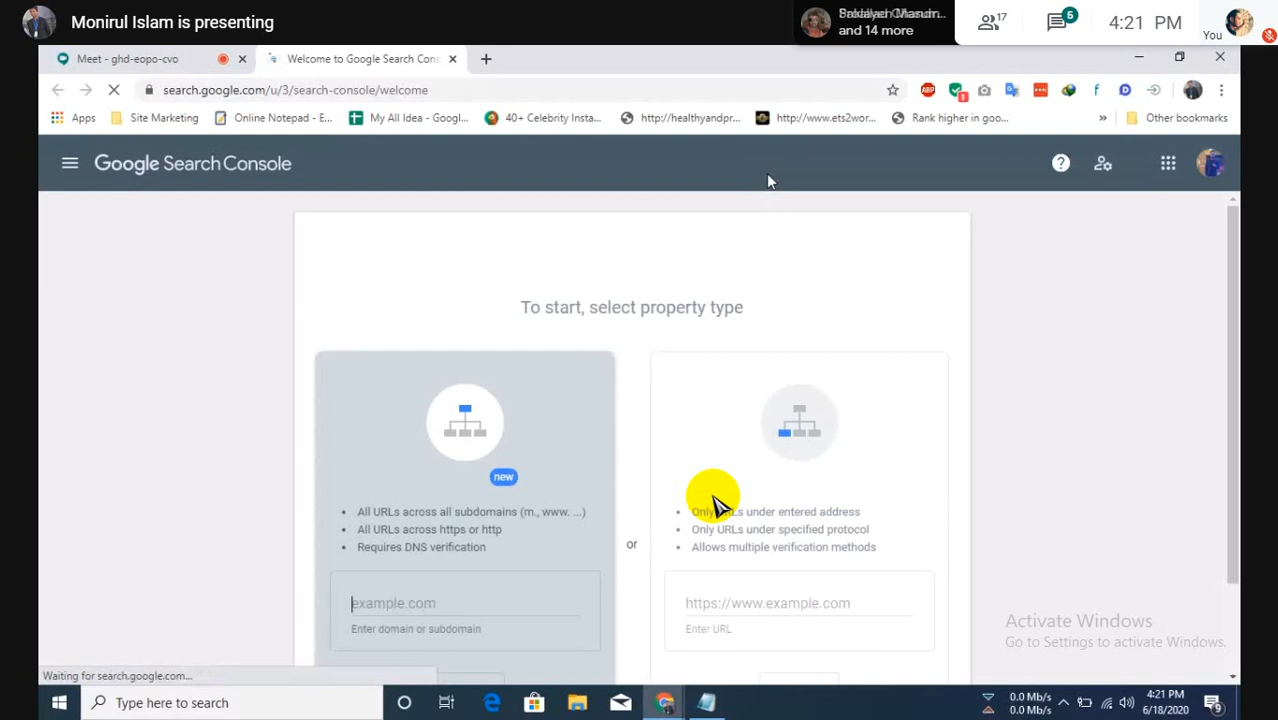 Monirul Islam is presenting
and 14 more
17
5
4:21 PM
You
Meet - ghd-eopo-cvo
Welcome to Google Search Cons
search.google.com/u/3/search-console/welcome
ABP
1
Apps
Site Marketing
Online Notepad - E...
My All Idea - Googl...
40+ Celebrity Insta...
http://healthyandpr...
http://www.ets2wor...
Rank higher in goo...
Other bookmarks
Google Search Console
To start, select property type
new
All URLs across all subdomains (m., www. ...)
All URLs across https or http
Requires DNS verification
example.com
Enter domain or subdomain
or
Only URLs under entered address
Only URLs under specified protocol
Allows multiple verification methods
https://www.example.com
Enter URL
Activate Windows
Go to Settings to activate Windows.
Waiting for search.google.com...
Type here to search
0.0 Mb/s
0.0 Mb/s
4:21 PM
6/18/2020
9